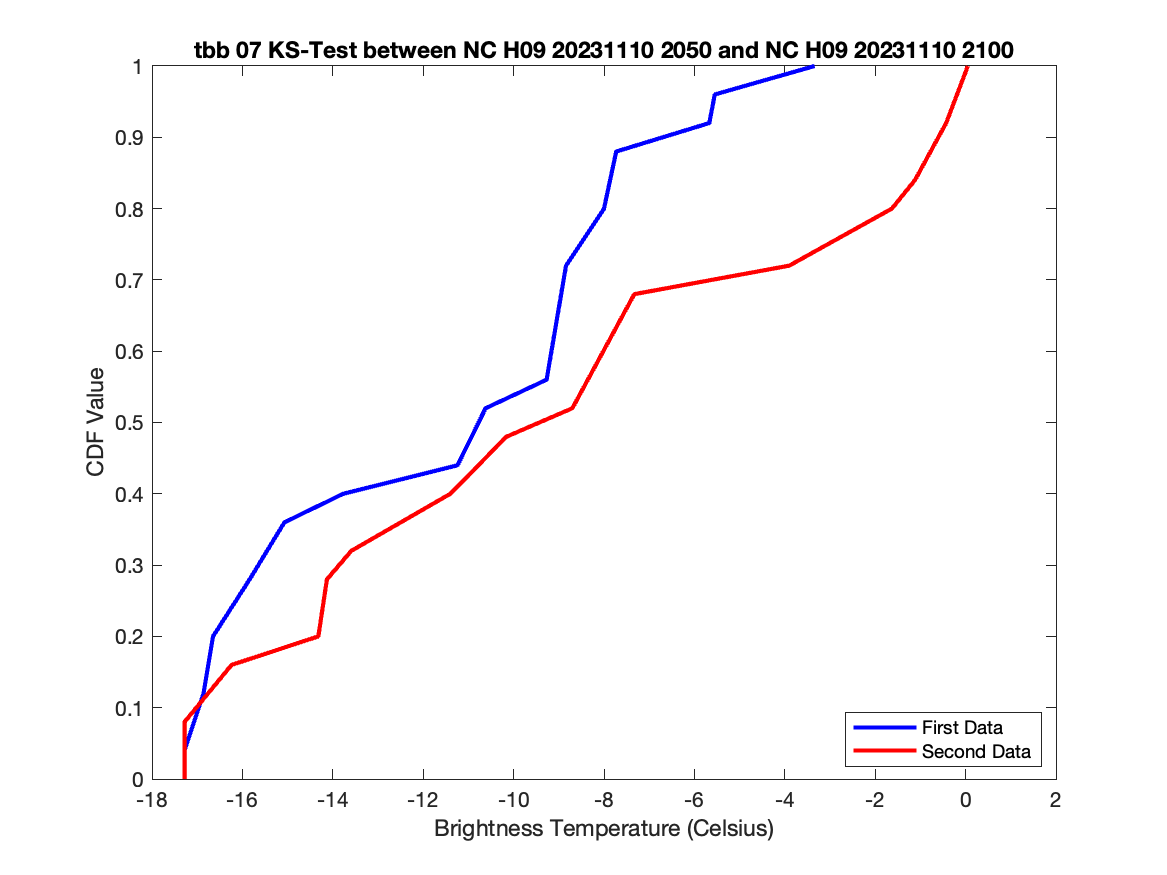 tbb 07 KS-Test between NC H09 20231110 2050 and NC H09 20231110 2100
1
0.9
0.8
0.7
0.6
0.5
0.4
0.3
0.2
0.1
0
CDF Value
-18 -16 -14 -12 -10 -8 -6 -4 -2 0 2
Brightness Temperature (Celsius)
First Data
Second Data